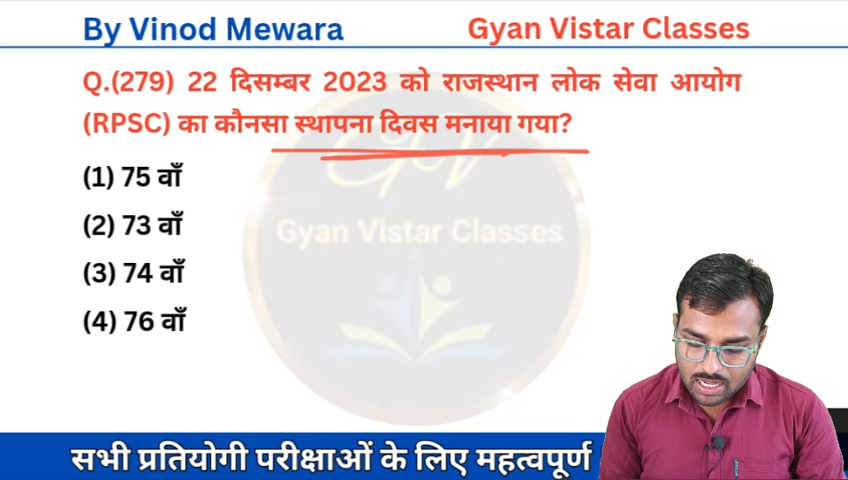 By Vinod Mewara Gyan Vistar Classes
Q.(279) 22 दिसम्बर 2023 को राजस्थान लोक सेवा आयोग
(RPSC) का कौनसा स्थापना दिवस मनाया गया?
(1) 75 वाँ
(2) 73 वाँ
(3) 74 वाँ
(4) 76 वाँ
GV
Gyan Vistar Classes
सभी प्रतियोगी परीक्षाओं के लिए महत्वपूर्ण